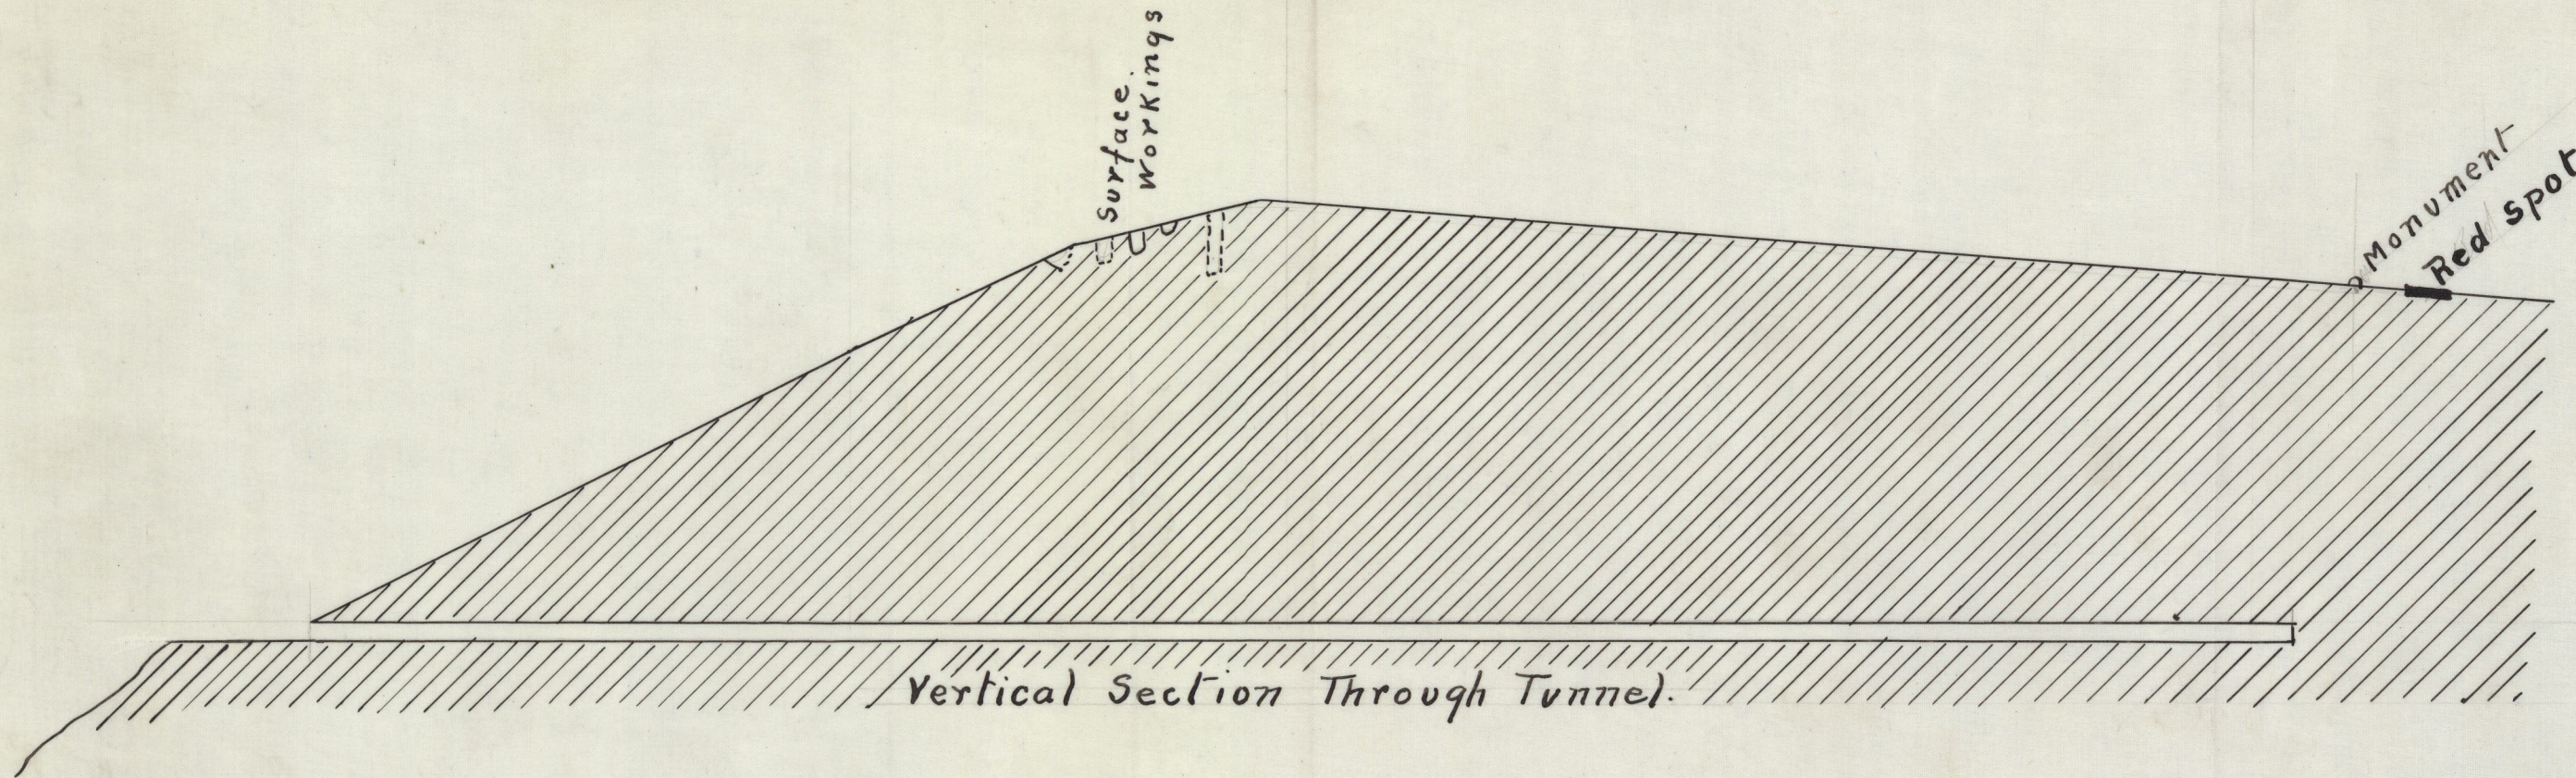 Surface.
Workings
Monument
Red Spot
Vertical Section Through Tunnel.